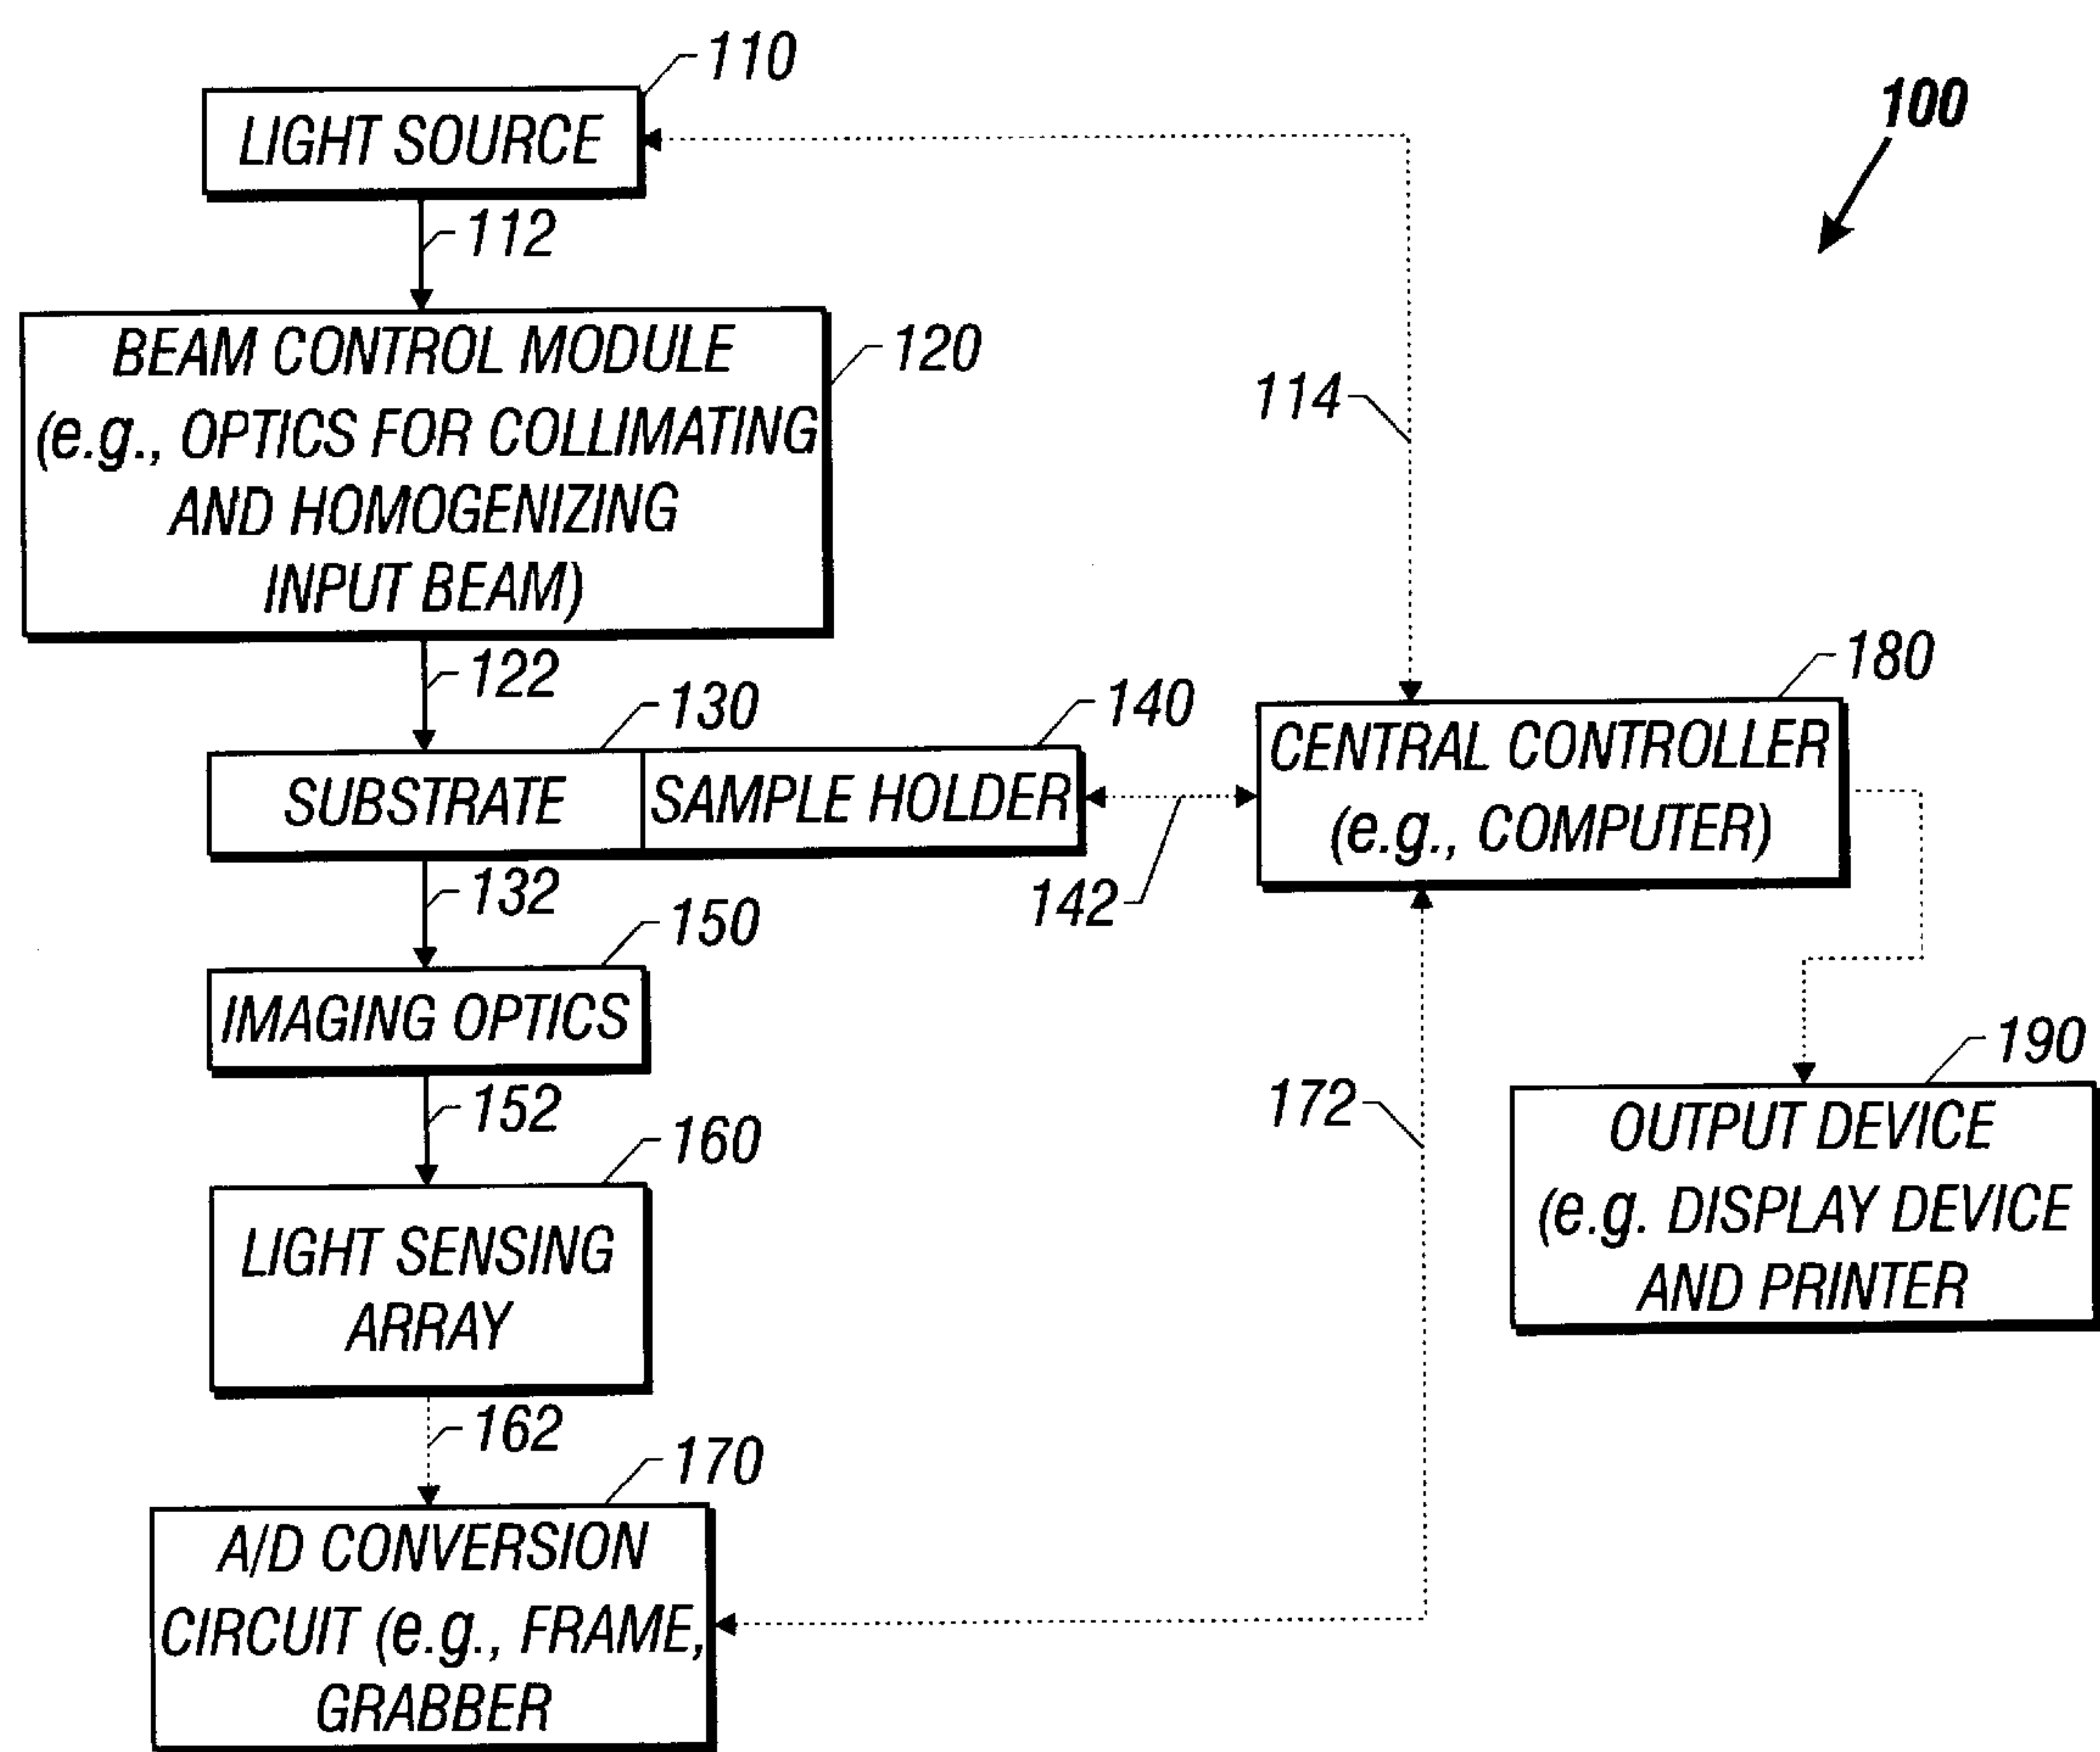 110
100
LIGHT SOURCE
112
BEAM CONTROL MODULE
(e.g., OPTICS FOR COLLIMATING
AND HOMOGENIZING
INPUT BEAM)
120
114
122
130
140
180
SUBSTRATE
SAMPLE HOLDER
CENTRAL CONTROLLER
(e.g., COMPUTER)
132
142
150
IMAGING OPTICS
152
190
172
160
OUTPUT DEVICE
(e.g. DISPLAY DEVICE
AND PRINTER
LIGHT SENSING
ARRAY
162
170
A/D CONVERSION
CIRCUIT (e.g., FRAME,
GRABBER